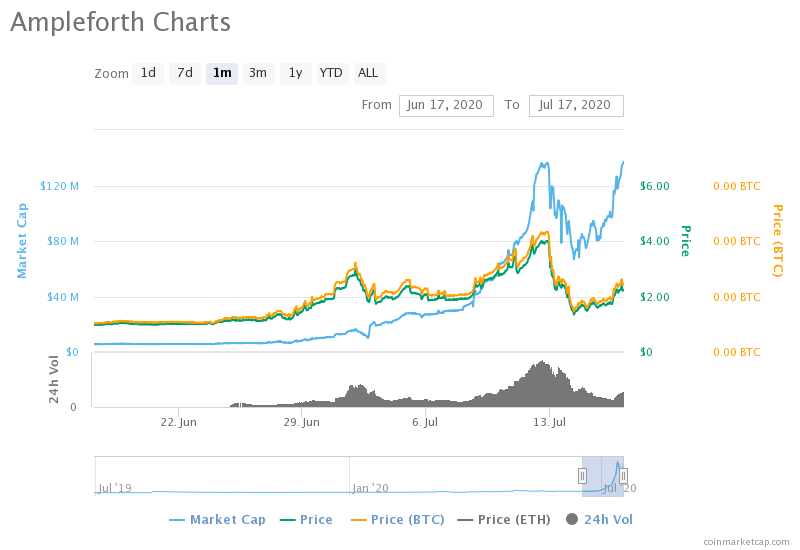 Ampleforth Charts
Zoom 1d 7d 1m 3m 1y YTD ALL
From Jun 17, 2020 To Jul 17, 2020
$120 M $6.00 0.00 BTC
$80 M $4.00 0.00 BTC
$40 M $2.00 0.00 BTC
$0 $0 0.00 BTC
Market Cap
Price
Price (BTC)
24h Vol
0
22. Jun 29. Jun 6. Jul 13. Jul
Jul '19 Jan '20 Jul '20
Market Cap Price Price (BTC) Price (ETH) 24h Vol
coinmarketcap.com